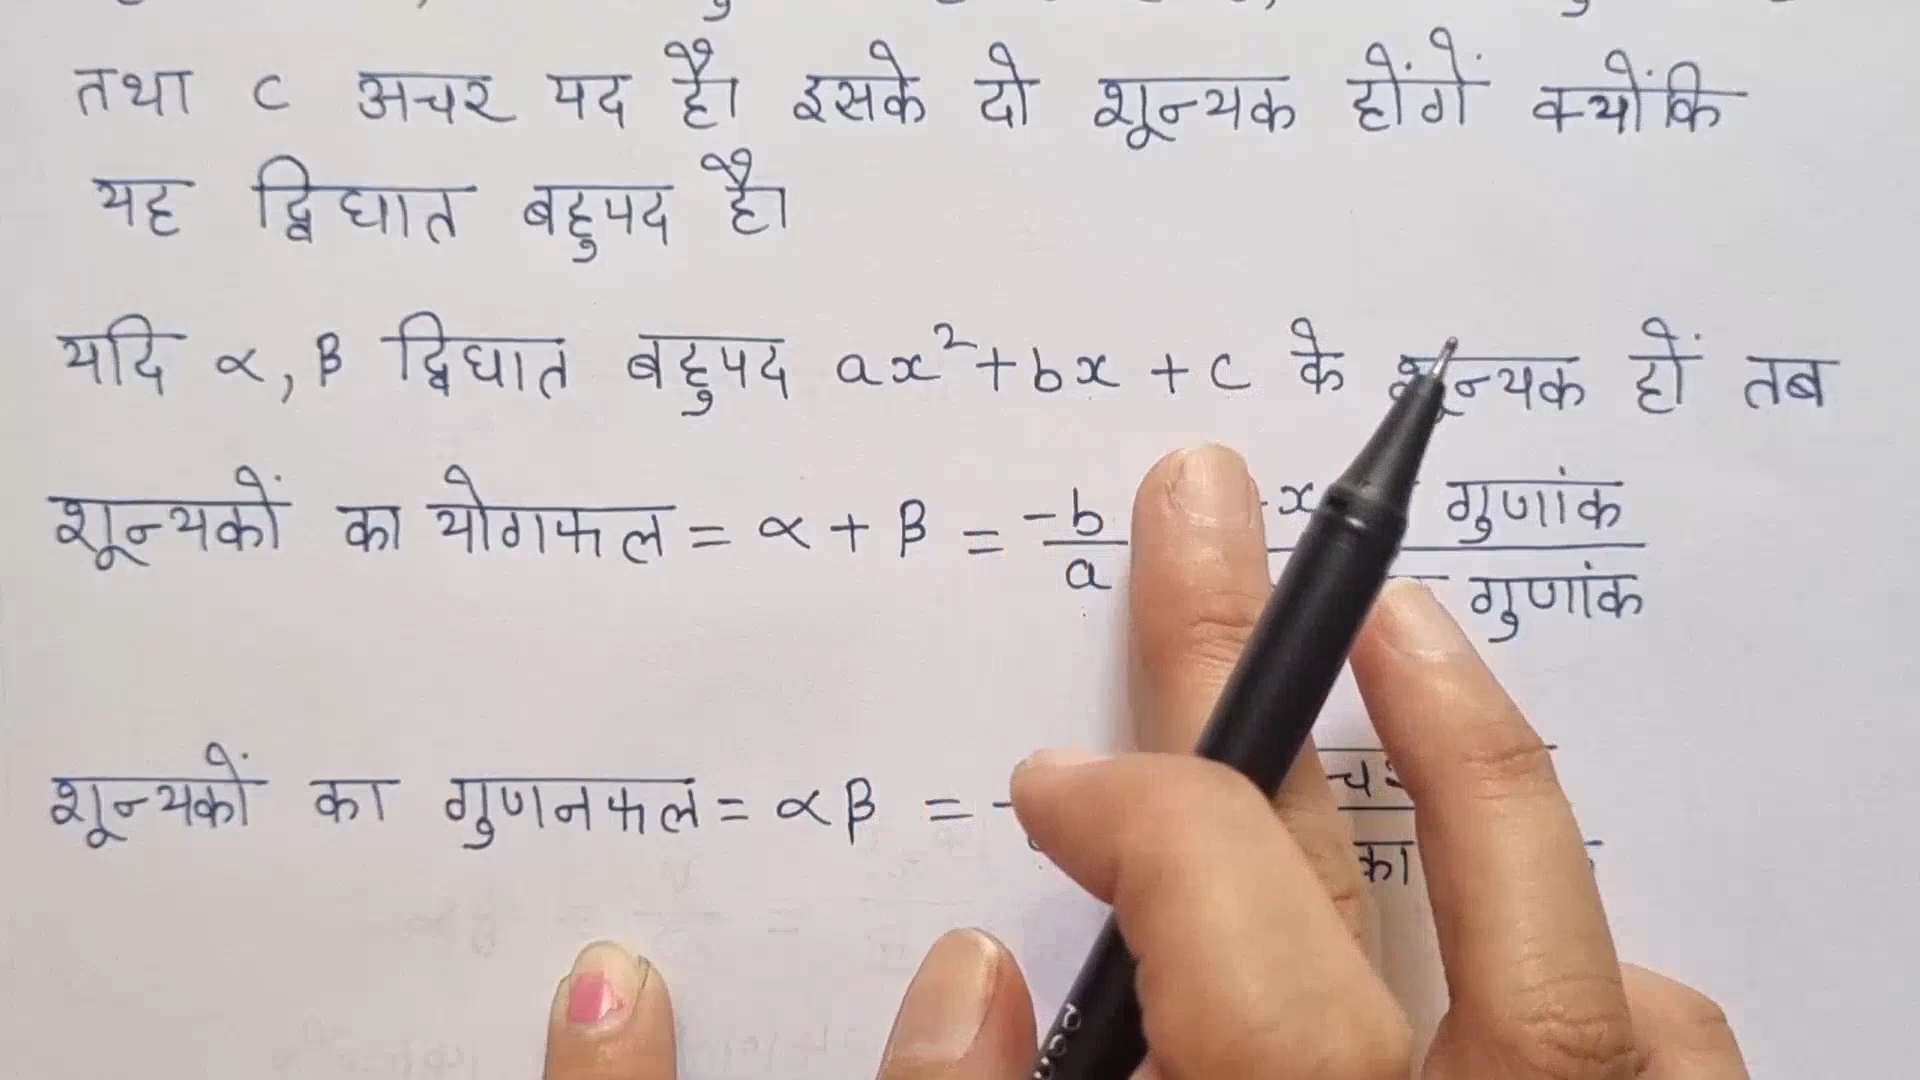 तथा c अचर पद है। इसके दो शून्यक होंगें क्योंकि
यह द्विघात बहुपद है।
यदि α, β द्विघात बहुपद ax² + bx + c के शून्यक हों तब
शून्यकों का योगफल = α + β = -b/a -x गुणांक / गुणांक
शून्यकों का गुणनफल = αβ = का